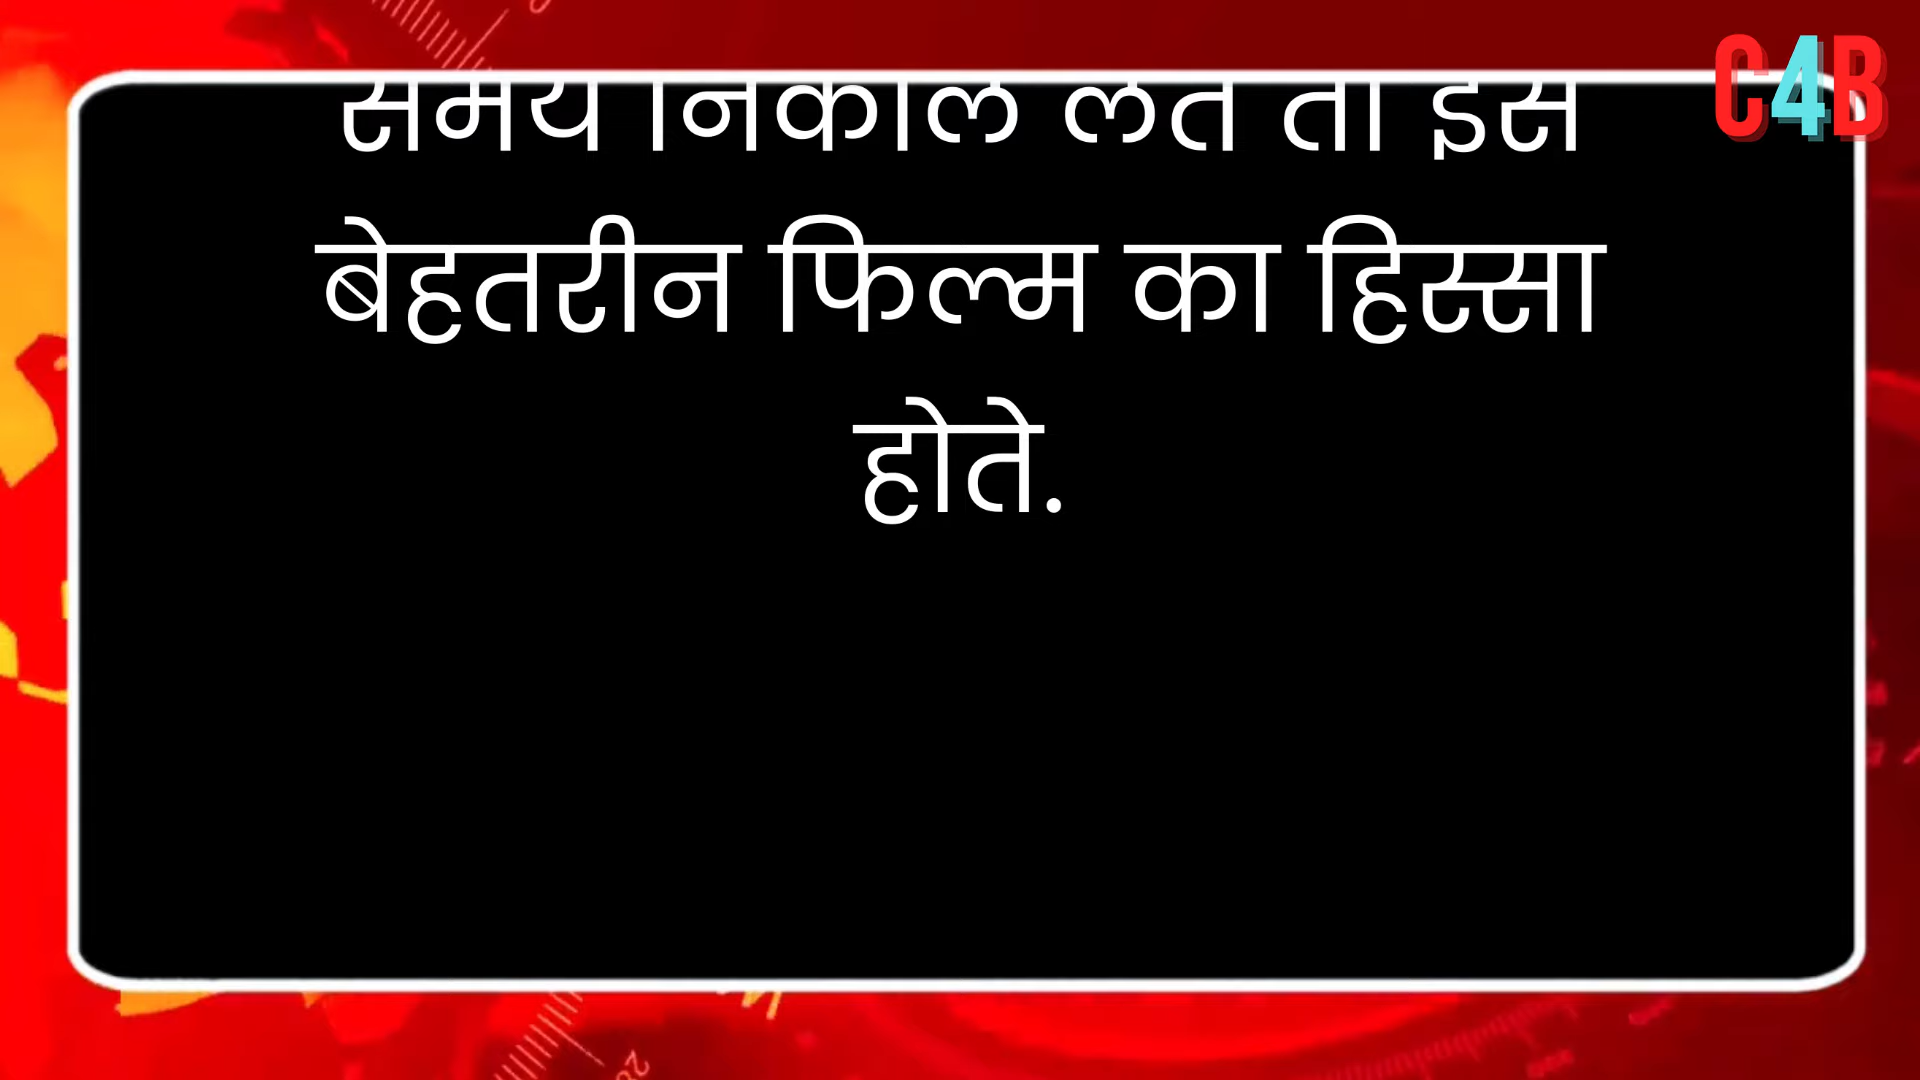 समय निकाल लेते तो इस
बेहतरीन फिल्म का हिस्सा
होते.
C4B